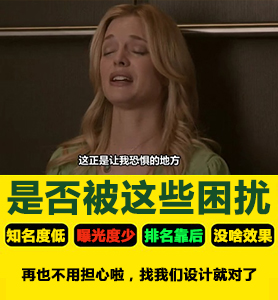 这正是让我恐惧的地方
是否被这些困扰
知名度低 曝光度少 排名靠后 没啥效果
再也不用担心啦，找我们设计就对了